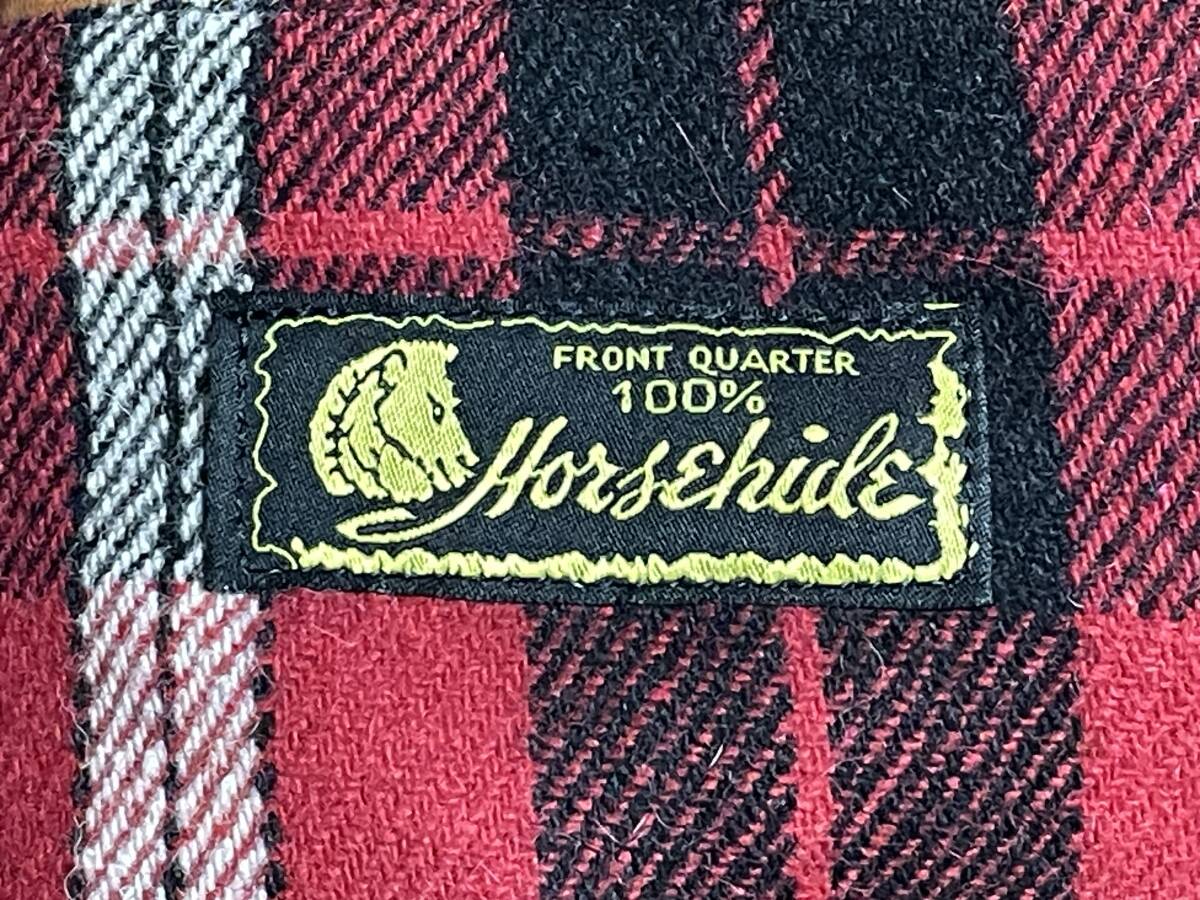 FRONT QUARTER
100%
Horsehide